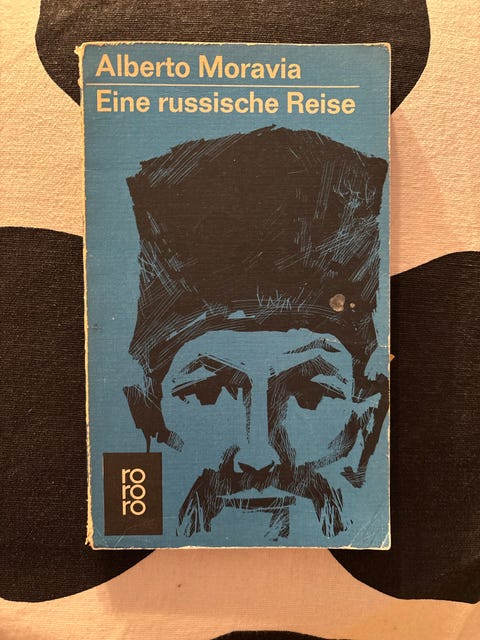 Alberto Moravia
Eine russische Reise
ro
ro
ro